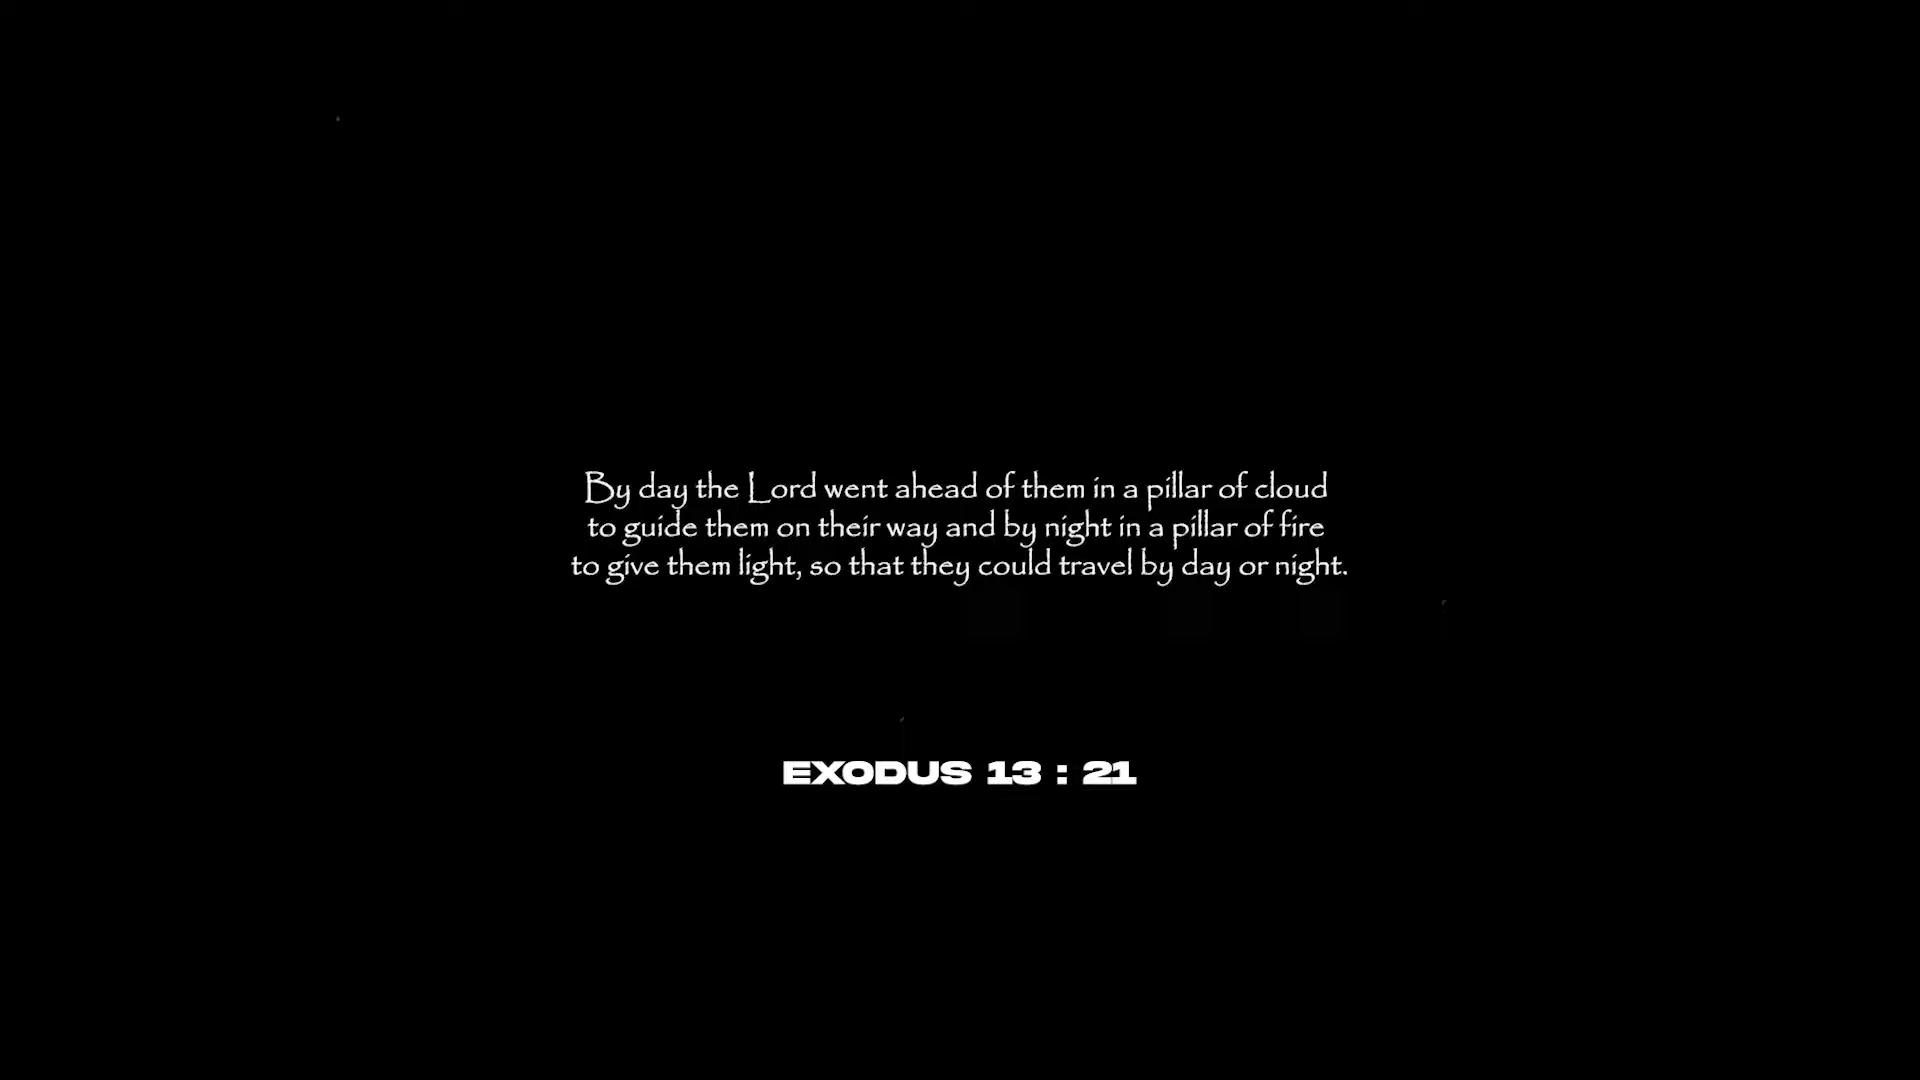 By day the Lord went ahead of them in a pillar of cloud
to guide them on their way and by night in a pillar of fire
to give them light, so that they could travel by day or night.
EXODUS 13 : 21